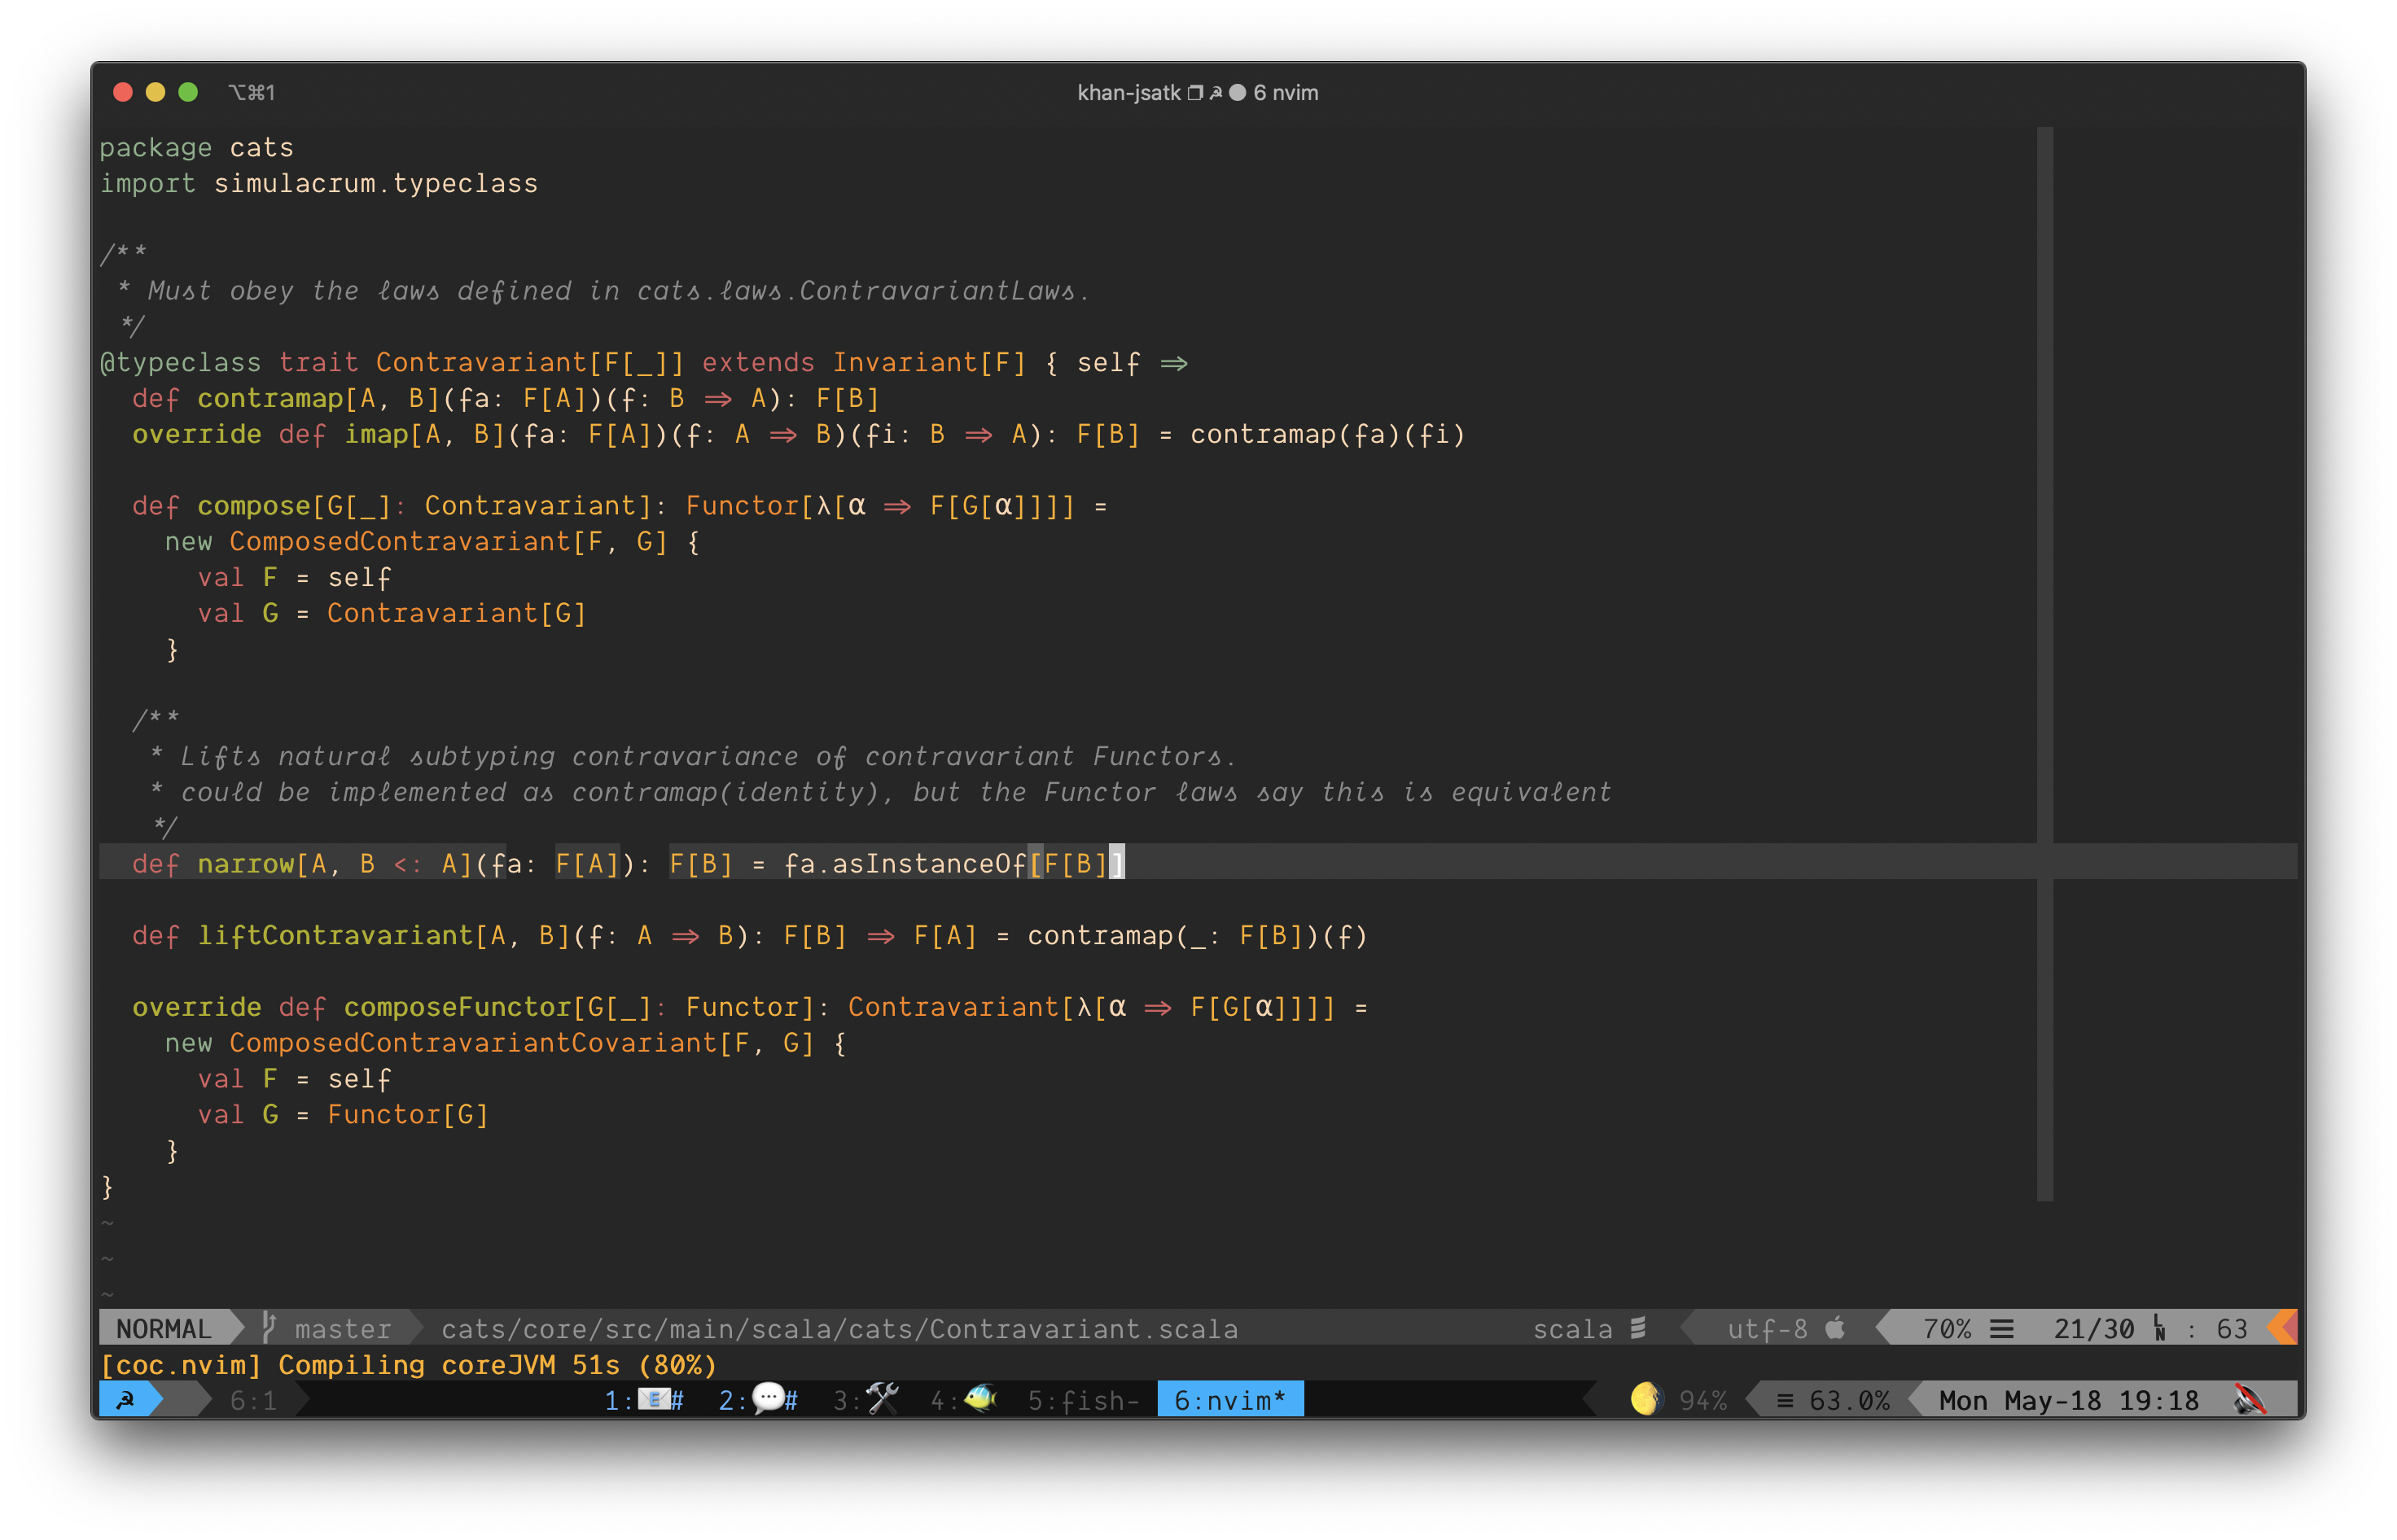 ⌥⌘1 khan-jsatk ☭ ● 6 nvim
package cats
import simulacrum.typeclass
/**
 * Must obey the laws defined in cats.laws.ContravariantLaws.
 */
@typeclass trait Contravariant[F[_]] extends Invariant[F] { self =>
  def contramap[A, B](fa: F[A])(f: B => A): F[B]
  override def imap[A, B](fa: F[A])(f: A => B)(fi: B => A): F[B] = contramap(fa)(fi)
  def compose[G[_]: Contravariant]: Functor[λ[α => F[G[α]]]] =
    new ComposedContravariant[F, G] {
      val F = self
      val G = Contravariant[G]
    }
  /**
   * Lifts natural subtyping contravariance of contravariant Functors.
   * could be implemented as contramap(identity), but the Functor laws say this is equivalent
   */
  def narrow[A, B <: A](fa: F[A]): F[B] = fa.asInstanceOf[F[B]]
  def liftContravariant[A, B](f: A => B): F[B] => F[A] = contramap(_: F[B])(f)
  override def composeFunctor[G[_]: Functor]: Contravariant[λ[α => F[G[α]]]] =
    new ComposedContravariantCovariant[F, G] {
      val F = self
      val G = Functor[G]
    }
}
~
~
~
NORMAL master cats/core/src/main/scala/cats/Contravariant.scala scala utf-8 70% ☰ 21/30 ㏑ : 63
[coc.nvim] Compiling coreJVM 51s (80%)
☭ 6:1 1:📧# 2:💬# 3:🛠 4:🐠 5:fish- 6:nvim* 🌖 94% ≡ 63.0% Mon May-18 19:18